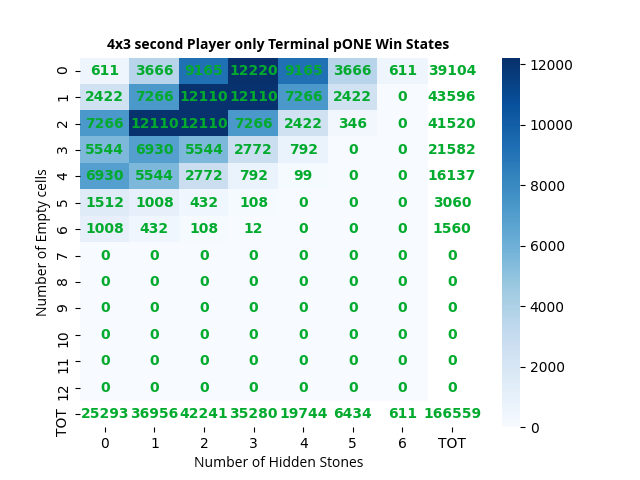 4x3 second Player only Terminal pONE Win States
0 611 3666 9165 12220 9165 3666 611 39104
1 2422 7266 12110 12110 7266 2422 0 43596
2 7266 12110 12110 7266 2422 346 0 41520
3 5544 6930 5544 2772 792 0 0 21582
4 6930 5544 2772 792 99 0 0 16137
5 1512 1008 432 108 0 0 0 3060
6 1008 432 108 12 0 0 0 1560
7 0 0 0 0 0 0 0 0
8 0 0 0 0 0 0 0 0
9 0 0 0 0 0 0 0 0
10 0 0 0 0 0 0 0 0
11 0 0 0 0 0 0 0 0
12 0 0 0 0 0 0 0 0
TOT 25293 36956 42241 35280 19744 6434 611 166559
0 1 2 3 4 5 6 TOT
Number of Hidden Stones
Number of Empty cells
12000
10000
8000
6000
4000
2000
0